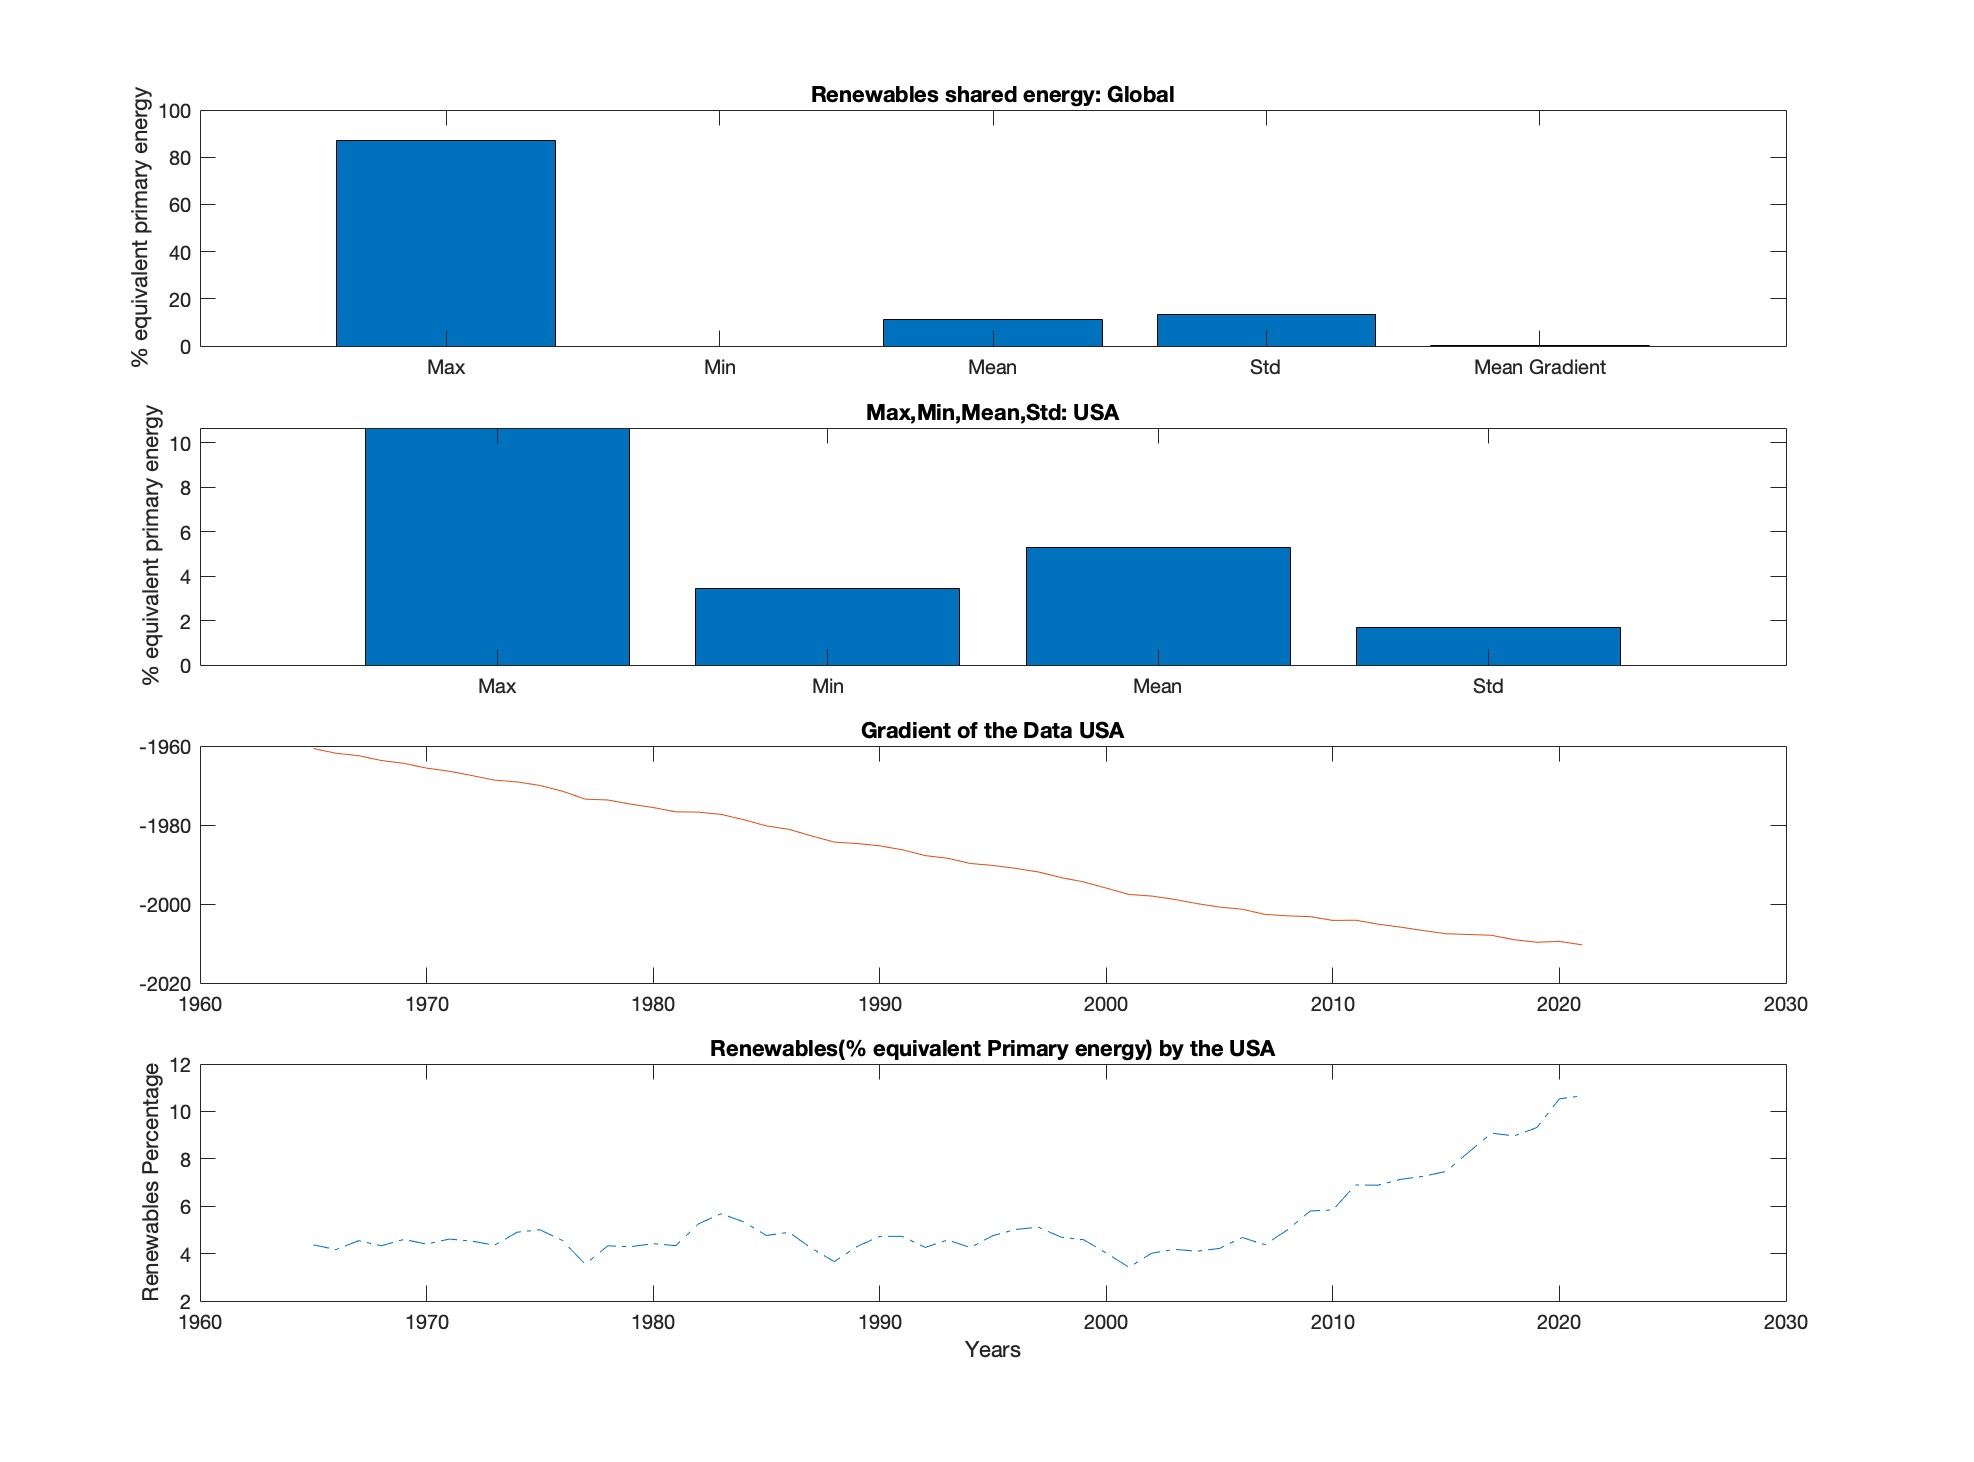 Renewables shared energy: Global
% equivalent primary energy
100
80
60
40
20
0
Max Min Mean Std Mean Gradient
Max,Min,Mean,Std: USA
% equivalent primary energy
10
8
6
4
2
0
Max Min Mean Std
Gradient of the Data USA
-1960
-1980
-2000
-2020
1960 1970 1980 1990 2000 2010 2020 2030
Renewables(% equivalent Primary energy) by the USA
Renewables Percentage
12
10
8
6
4
2
1960 1970 1980 1990 2000 2010 2020 2030
Years